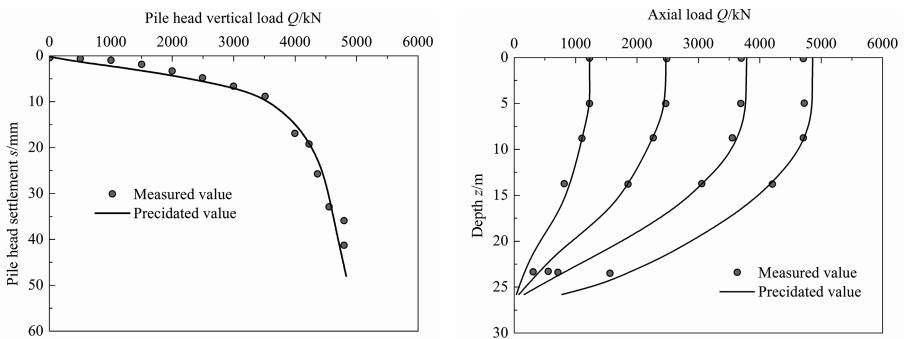 Pile head vertical load Q/kN
0 1000 2000 3000 4000 5000 6000
0
10
20
30
40
50
60
Pile head settlement s/mm
Measured value
Precidated value
Axial load Q/kN
0 1000 2000 3000 4000 5000 6000
0
5
10
15
20
25
30
Depth z/m
Measured value
Precidated value